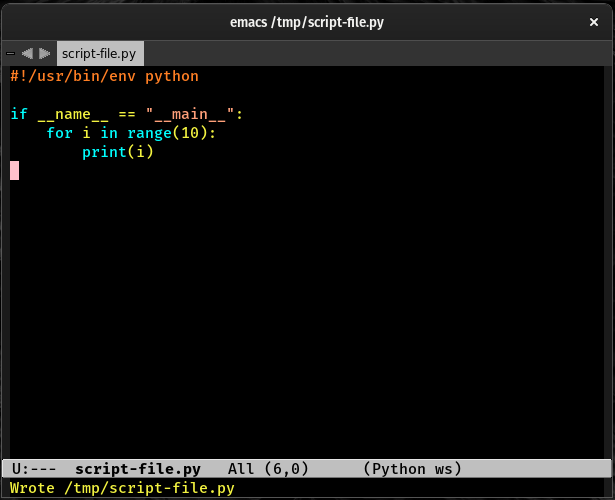 emacs /tmp/script-file.py
script-file.py
#!/usr/bin/env python

if __name__ == "__main__":
    for i in range(10):
        print(i)
U:---  script-file.py   All (6,0)      (Python ws)
Wrote /tmp/script-file.py